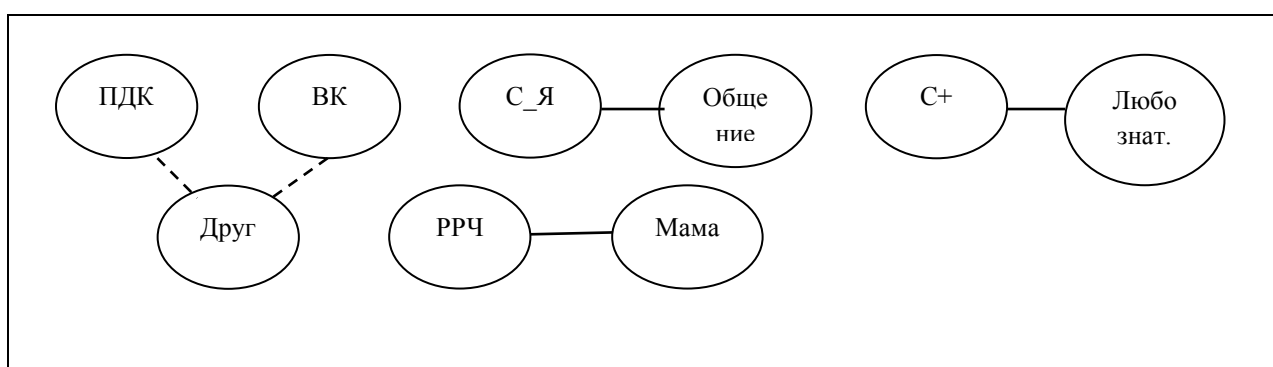 ПДК
ВК
С_Я
Обще
ние
С+
Любо
знат.
Друг
РРЧ
Мама